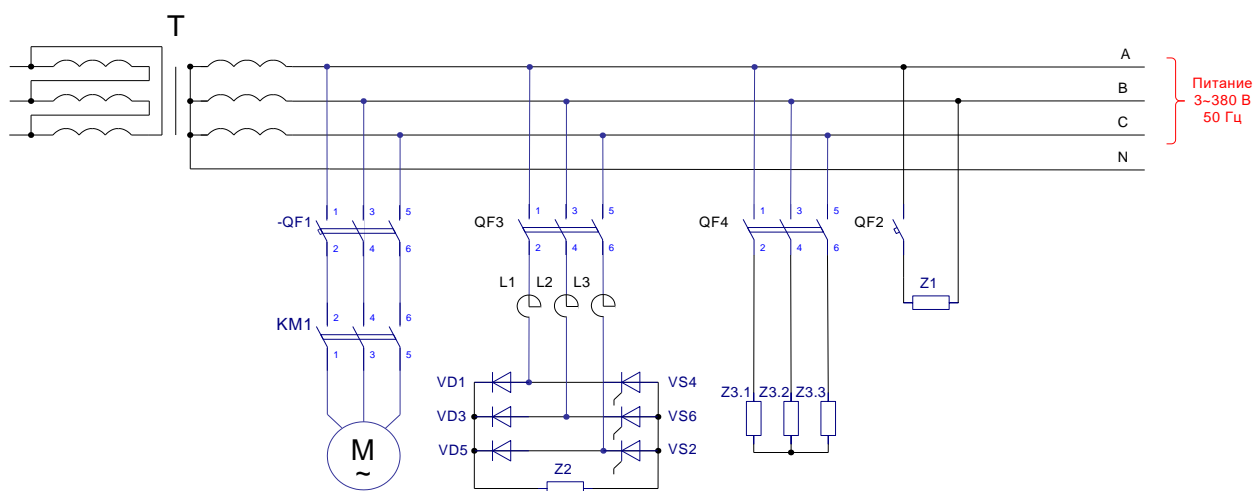 T
A
B
C
N
Питание
3~380 В
50 Гц
-QF1
1 3 5
2 4 6
QF3
1 3 5
2 4 6
QF4
1 3 5
2 4 6
QF2
L1 L2 L3
Z1
KM1
2 4 6
1 3 5
M
~
VD1 VS4
VD3 VS6
VD5 VS2
Z2
Z3.1 Z3.2 Z3.3